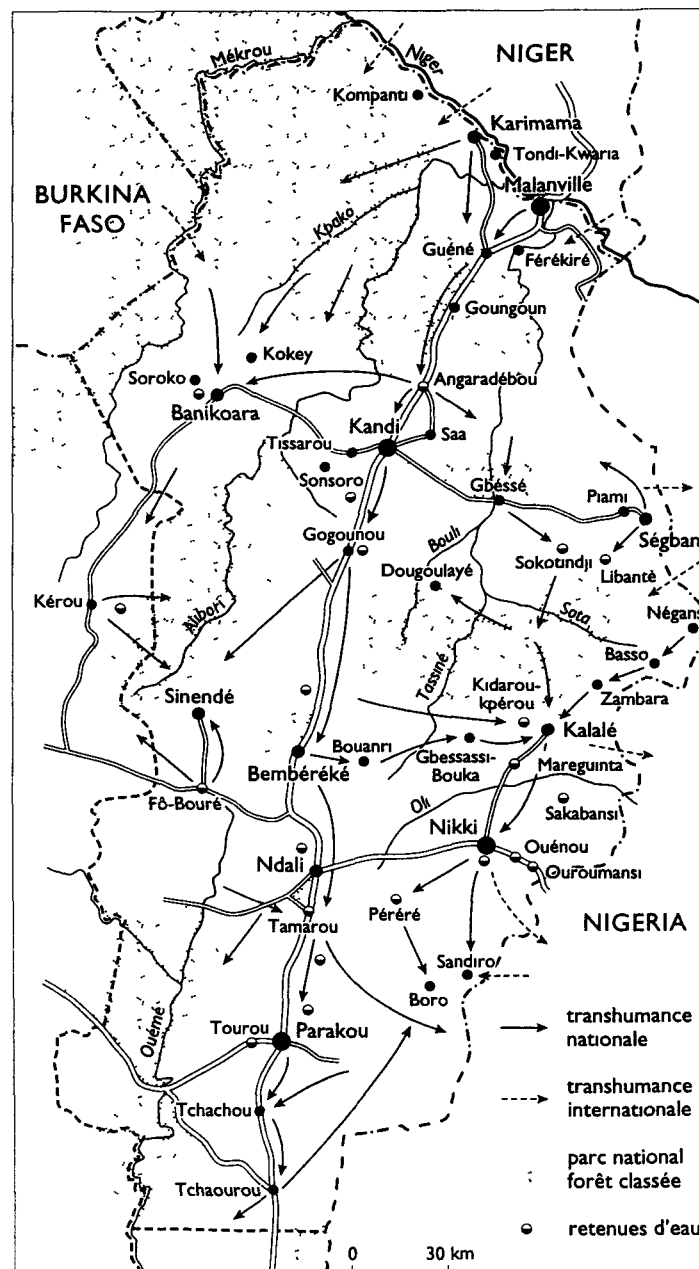 Mékrou
Niger
NIGER
Kompanti
Karimama
Tondi-Kwaria
BURKINA
FASO
Malanville
Kpako
Guéné
Férékiré
Goungoun
Kokey
Soroko
Angaradébou
Banikoara
Kandi
Tissarou
Saa
Sonsoro
Gbéssé
Piami
Ségban
Gogounou
Bouli
Sokotindji
Libantè
Dougoulayé
Kérou
Alibori
Sota
Négans
Basso
Sinendé
Tassiné
Kidarou-
kpérou
Zambara
Kalalé
Bouanri
Bembéréké
Gbessassi-
Bouka
Mareguinta
Fô-Bouré
Oli
Sakabansi
Nikki
Ouénou
Ndali
Ouroumansi
Tamarou
Péréré
NIGERIA
Sandiro
Boro
Ouémé
Tourou
Parakou
Tchachou
Tchaourou
transhumance
nationale
transhumance
internationale
parc national
forêt classée
retenues d'eau
0 30 km